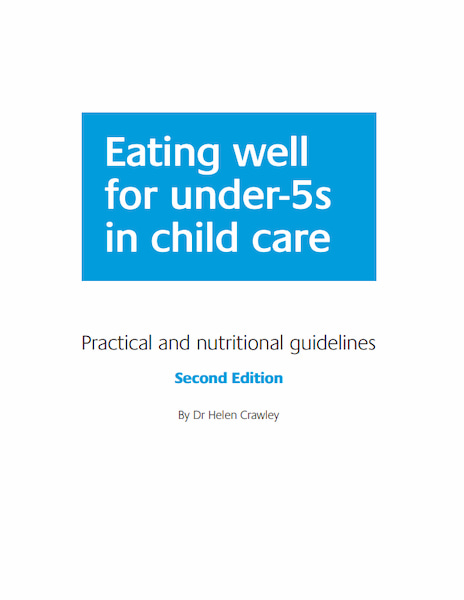 Eating well
for under-5s
in child care
Practical and nutritional guidelines
Second Edition
By Dr Helen Crawley